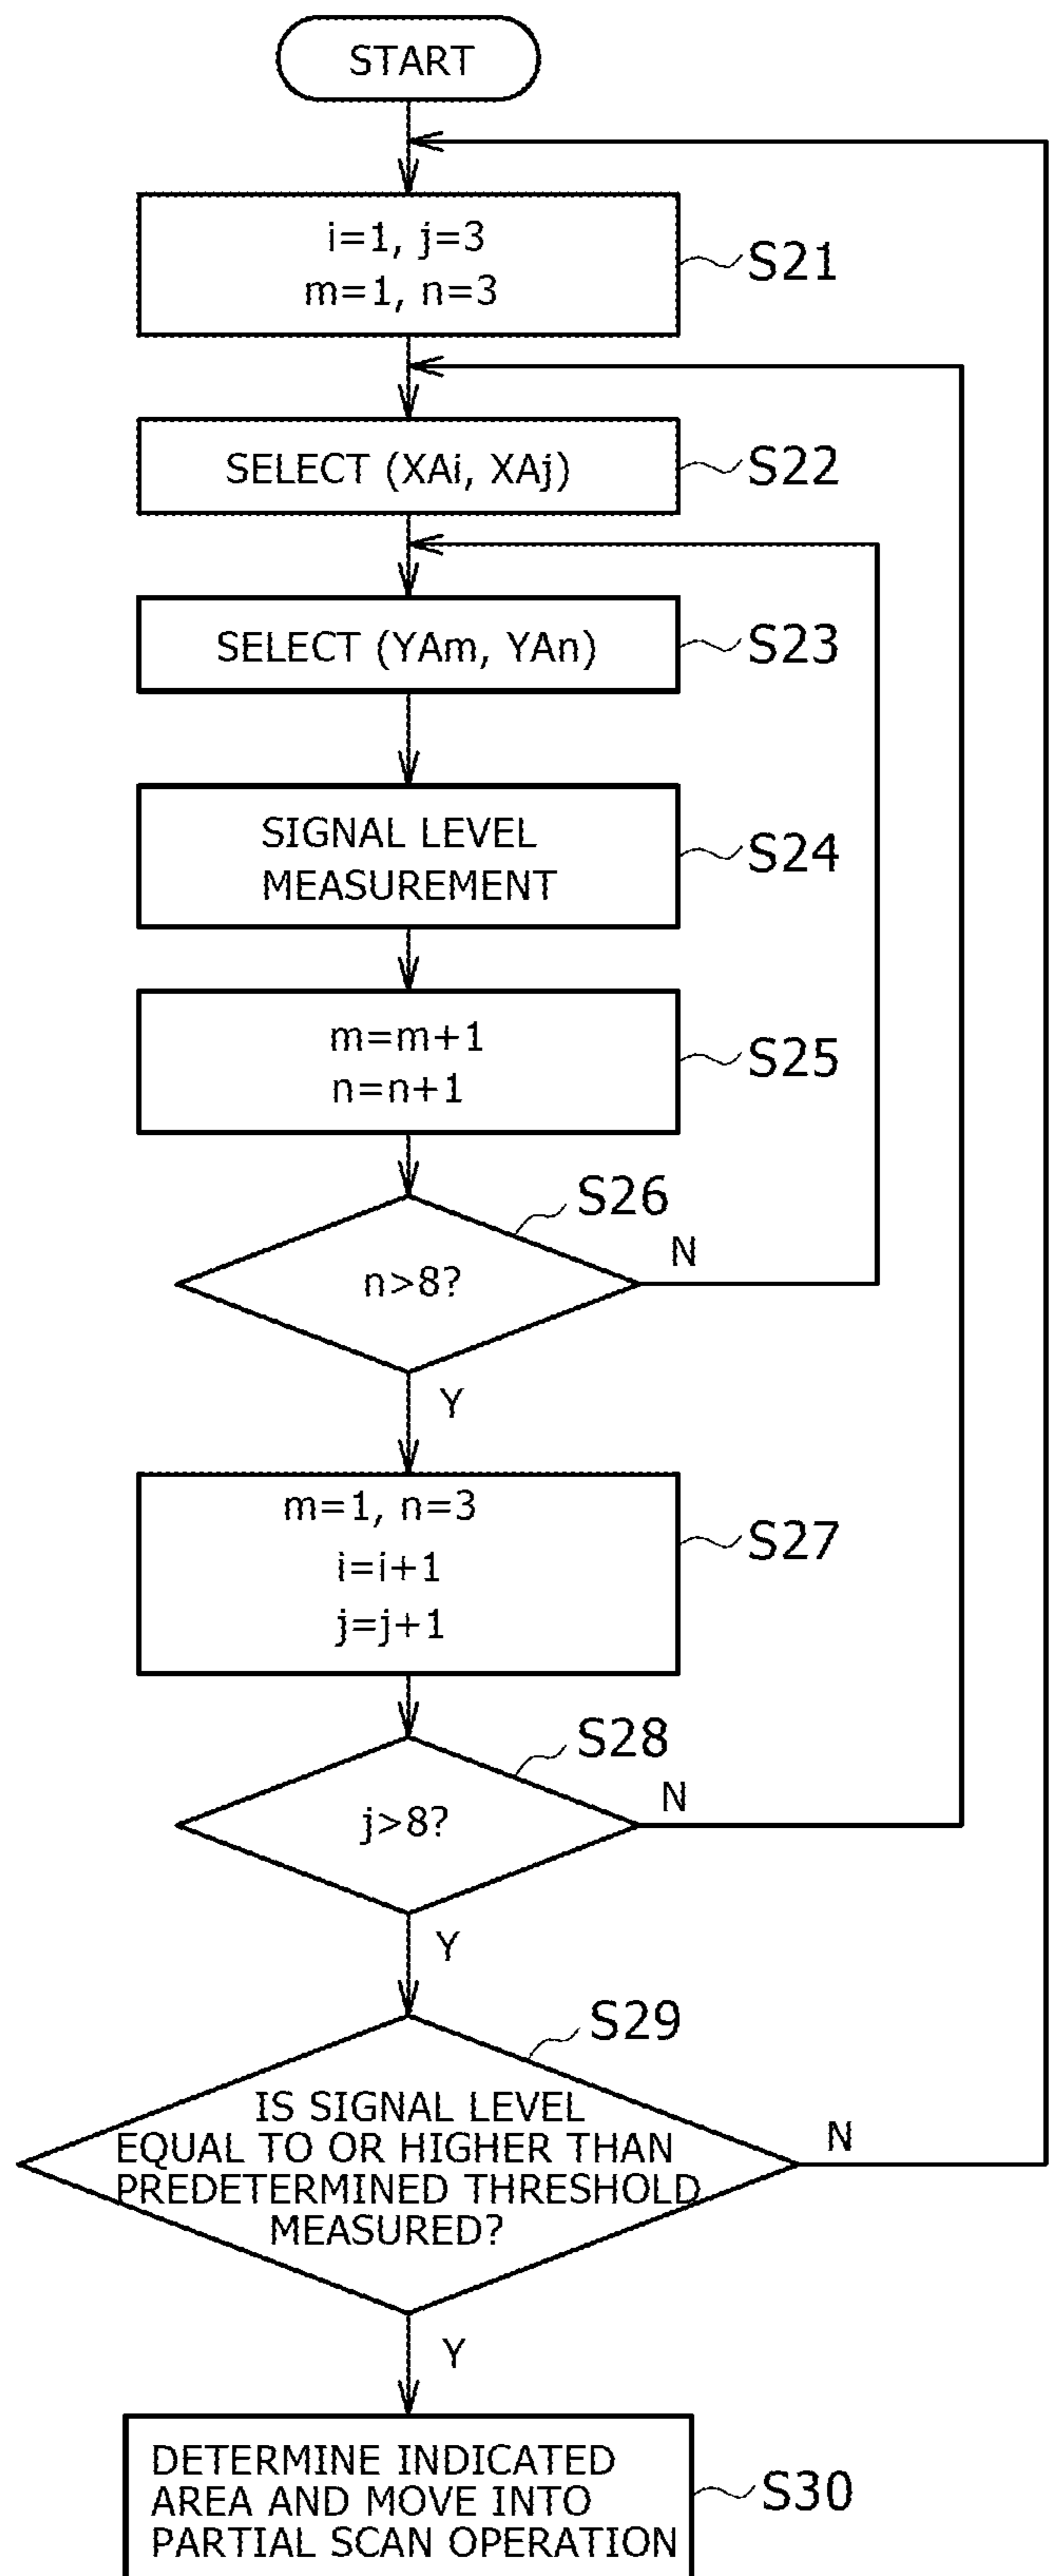 START
i=1, j=3
m=1, n=3
S21
SELECT (XAi, XAj)
S22
SELECT (YAm, YAn)
S23
SIGNAL LEVEL
MEASUREMENT
S24
m=m+1
n=n+1
S25
S26
n>8?
N
Y
m=1, n=3
i=i+1
j=j+1
S27
S28
j>8?
N
Y
S29
IS SIGNAL LEVEL
EQUAL TO OR HIGHER THAN
PREDETERMINED THRESHOLD
MEASURED?
N
Y
DETERMINE INDICATED
AREA AND MOVE INTO
PARTIAL SCAN OPERATION
S30